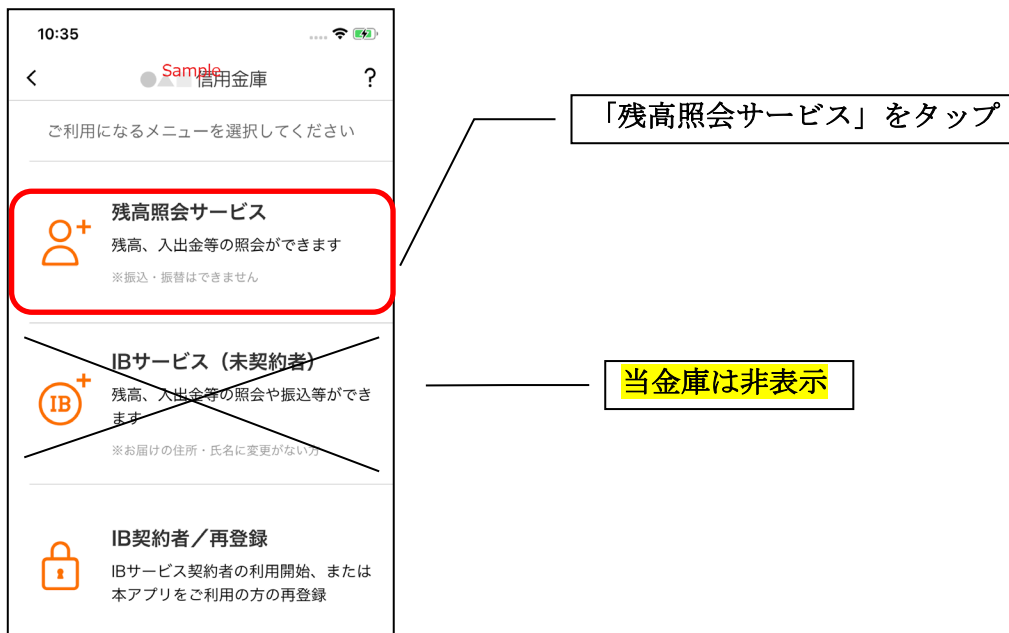 10:35
Sample
●▲■信用金庫
?
ご利用になるメニューを選択してください
残高照会サービス
残高、入出金等の照会ができます
※振込・振替はできません
「残高照会サービス」をタップ
IBサービス（未契約者）
IB
残高、入出金等の照会や振込等ができ
ます
※お届けの住所・氏名に変更がない方
当金庫は非表示
IB契約者／再登録
IBサービス契約者の利用開始、または
本アプリをご利用の方の再登録